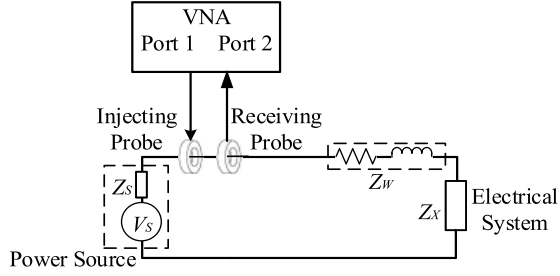 VNA
Port 1 Port 2
Injecting
Probe
Receiving
Probe
Z_S
V_S
Power Source
Z_W
Z_X
Electrical
System